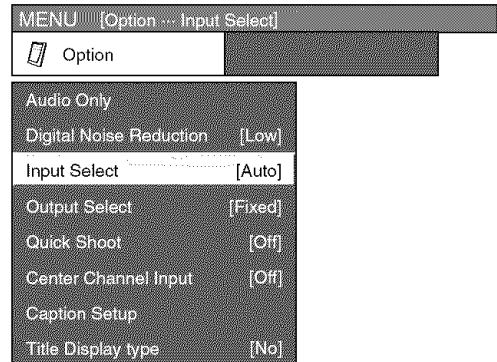 MENU [Option ··· Input Select]
Option
Audio Only
Digital Noise Reduction [Low]
Input Select [Auto]
Output Select [Fixed]
Quick Shoot [Off]
Center Channel Input [Off]
Caption Setup
Title Display type [No]